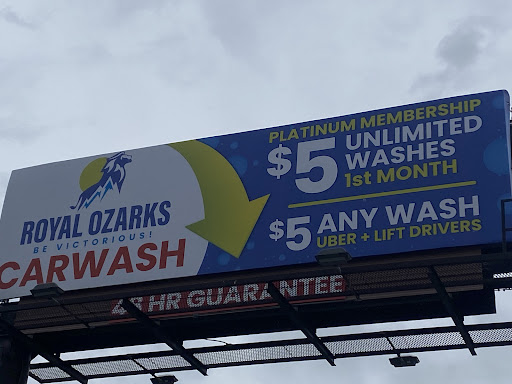 ROYAL OZARKS
BE VICTORIOUS!
CARWASH
PLATINUM MEMBERSHIP
$5 UNLIMITED
WASHES
1st MONTH
$5 ANY WASH
UBER + LIFT DRIVERS
HR GUARANTEE